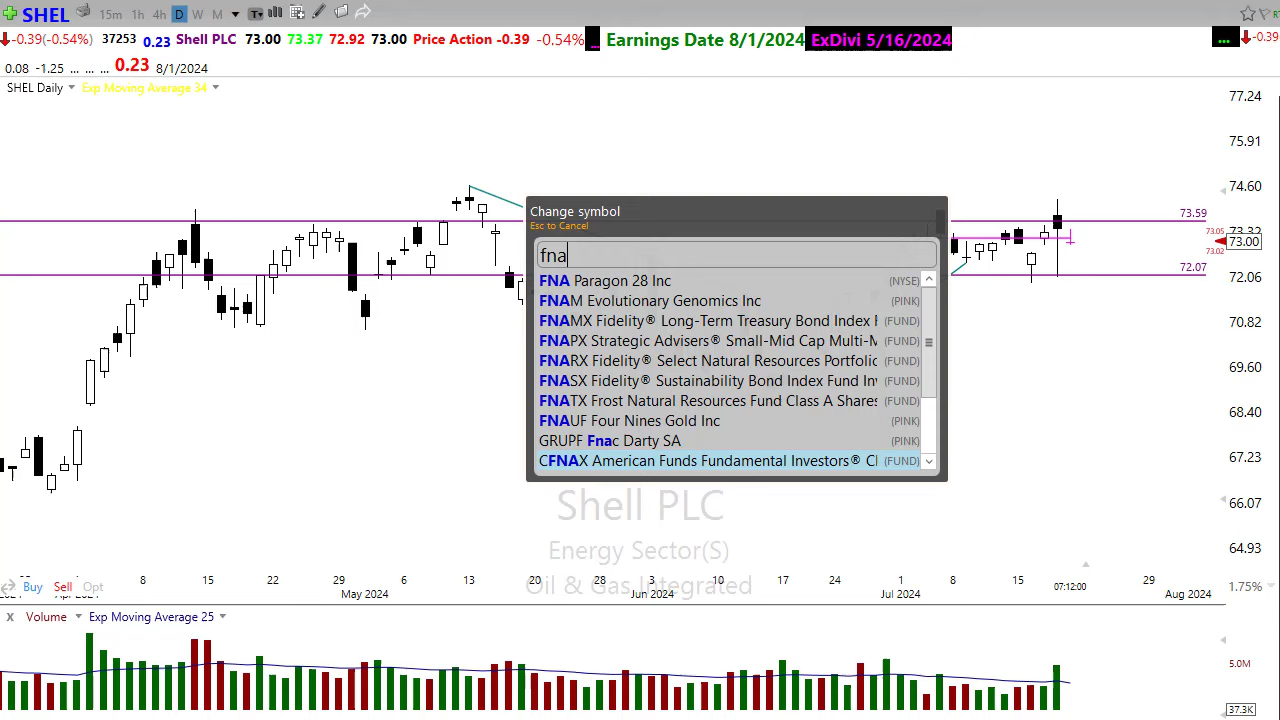 SHEL 15m 1h 4h D W M T
-0.39(-0.54%) 37253 0.23 Shell PLC 73.00 73.37 72.92 73.00 Price Action -0.39 -0.54% ... Earnings Date 8/1/2024 ExDivi 5/16/2024 ... -0.39
0.08 -1.25 ... ... ... 0.23 8/1/2024
SHEL Daily Exp Moving Average 34
77.24
75.91
74.60
73.59
73.05
73.32
73.00
73.02
72.07
72.06
70.82
69.60
68.40
67.23
66.07
64.93
Change symbol
Esc to Cancel
fna
FNA Paragon 28 Inc (NYSE)
FNAM Evolutionary Genomics Inc (PINK)
FNAMX Fidelity® Long-Term Treasury Bond Index F (FUND)
FNAPX Strategic Advisers® Small-Mid Cap Multi-M (FUND)
FNARX Fidelity® Select Natural Resources Portfolio (FUND)
FNASX Fidelity® Sustainability Bond Index Fund Inv (FUND)
FNATX Frost Natural Resources Fund Class A Shares (FUND)
FNAUF Four Nines Gold Inc (PINK)
GRUPF Fnac Darty SA (PINK)
CFNAX American Funds Fundamental Investors® Cl (FUND)
Shell PLC
Energy Sector(S)
Oil & Gas Integrated
8 15 22 29 6 13 20 28 3 10 17 24 1 8 15 29
Buy Sell Opt 07:12:00 1.75%
May 2024 Jun 2024 Jul 2024 Aug 2024
X Volume Exp Moving Average 25
5.0M
37.3K